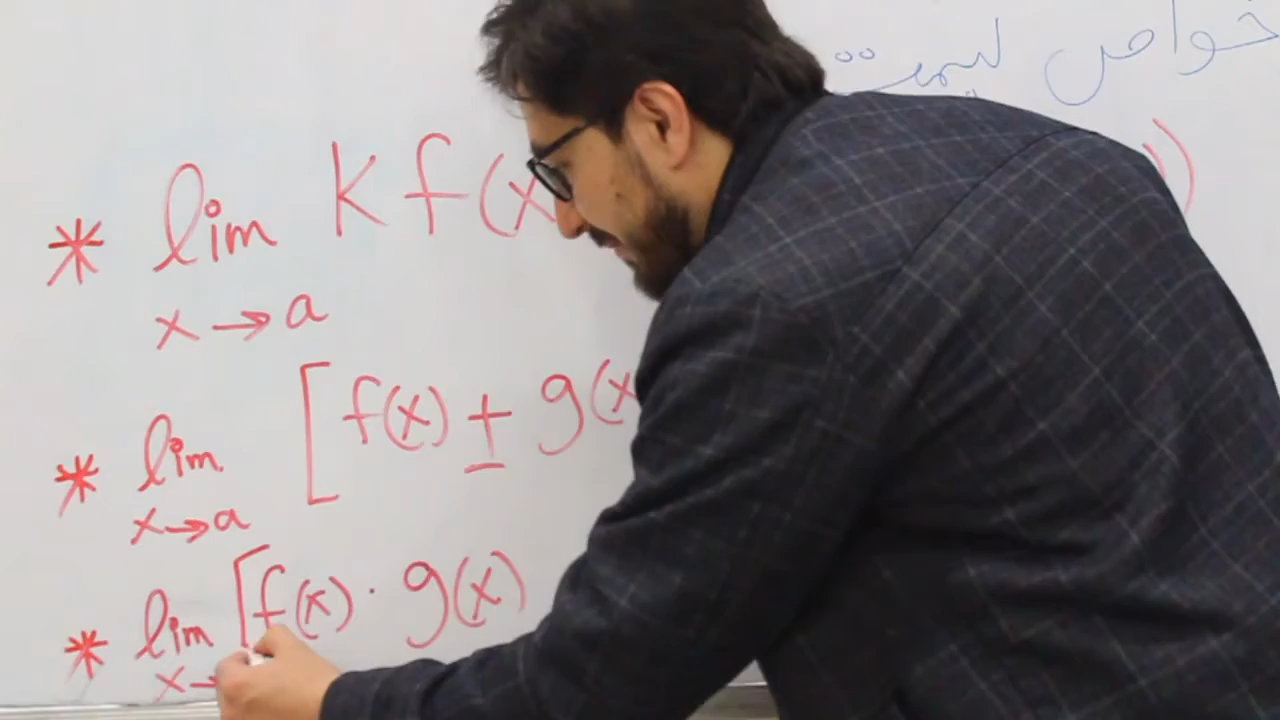 خواص لیمیت
* lim K f(x )
x → a
* lim [ f(x) ± g(x
x → a
* lim [ f(x) · g(x)
x →